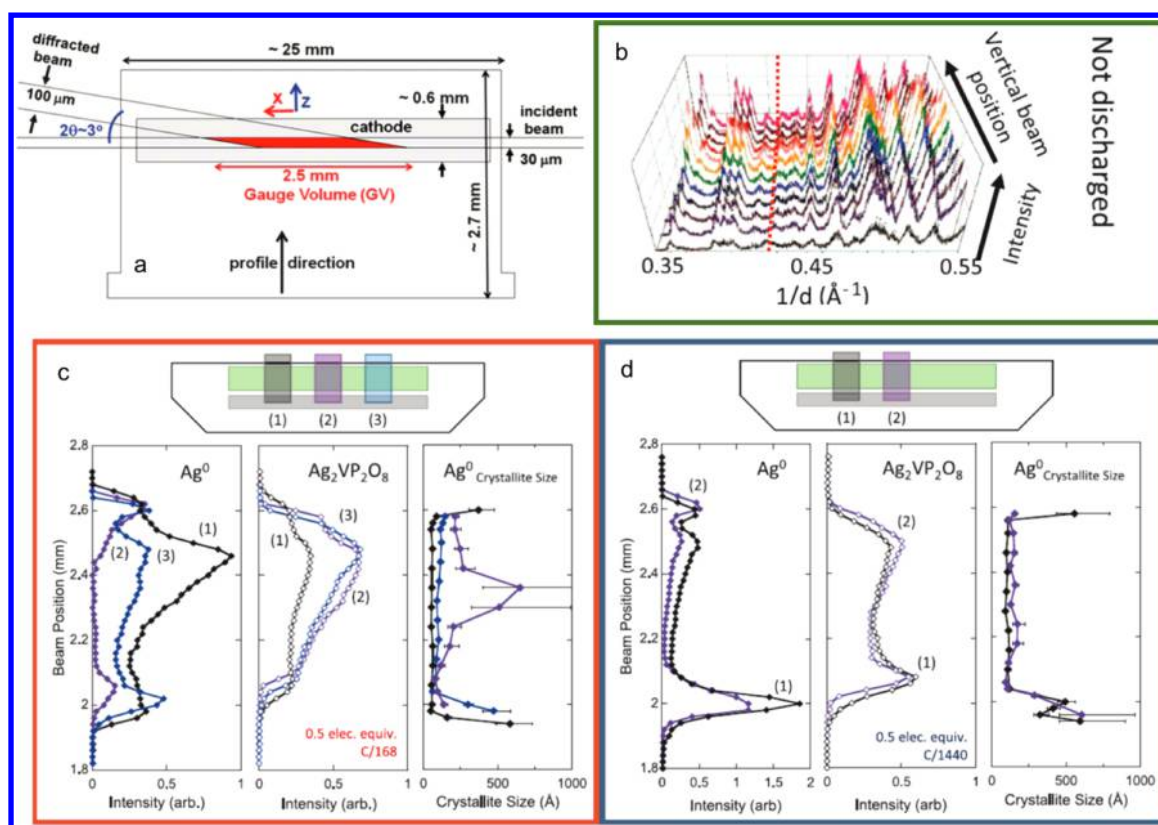 diffracted
beam
100 µm
2θ~3º
~ 25 mm
X
Z
~ 0.6 mm
cathode
incident
beam
30 µm
2.5 mm
Gauge Volume (GV)
~ 2.7 mm
a
profile direction
b
Vertical beam
position
Intensity
Not discharged
0.35
0.45
0.55
1/d (Å-1)
c
(1)
(2)
(3)
2.8
2.6
2.4
2.2
2
1.8
Beam Position (mm)
Ag0
(1)
(2)
(3)
0
0.5
1
Intensity (arb.)
Ag2VP2O8
(3)
(1)
(2)
0.5 elec. equiv.
C/168
0
0.5
1
Intensity (arb.)
Ag0 Crystallite Size
0
500
1000
Crystallite Size (Å)
d
(1)
(2)
2.8
2.6
2.4
2.2
2
1.8
Beam Position (mm)
Ag0
(2)
(1)
0
0.5
1
1.5
2
Intensity (arb)
Ag2VP2O8
(2)
(1)
0.5 elec. equiv.
C/1440
0
0.5
1
Intensity (arb)
Ag0 Crystallite Size
0
500
1000
Crystallite Size (Å)